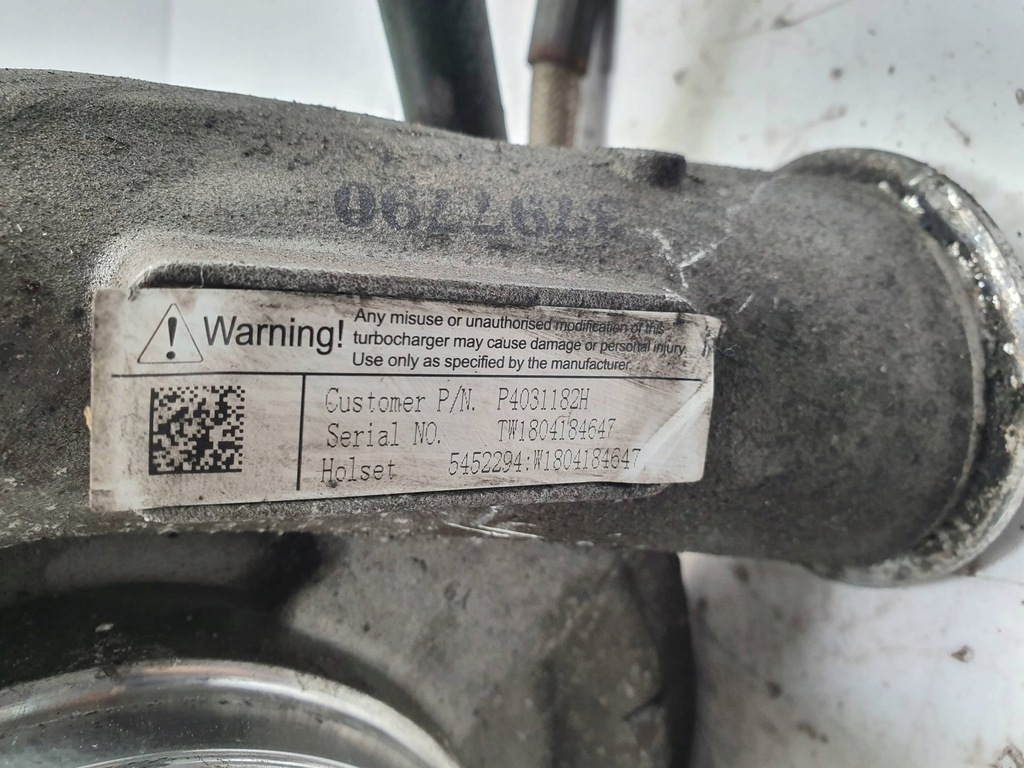 Warning!
Any misuse or unauthorised modification of this
turbocharger may cause damage or personal injury.
Use only as specified by the manufacturer.
Customer P/N. P4031182H
Serial NO. TW1804184647
Holset 5452294:W1804184647